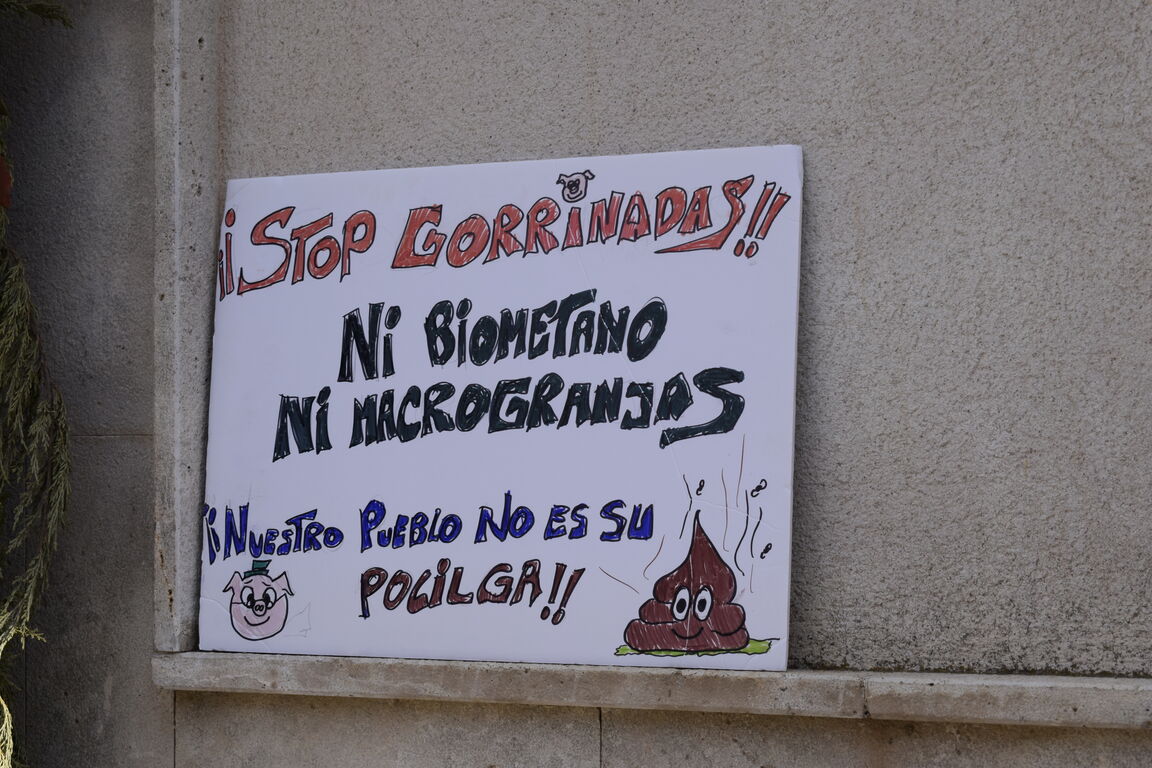 ¡¡STOP GORRINADAS!!
Ni BiOMETANO
Ni MACROGRANJAS
¡¡NUESTRO PUEBLO NO ES SU
POCiLGA!!